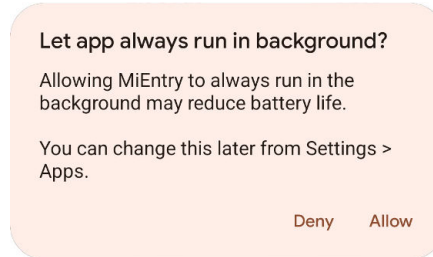 Let app always run in background?
Allowing MiEntry to always run in the
background may reduce battery life.
You can change this later from Settings >
Apps.
Deny Allow